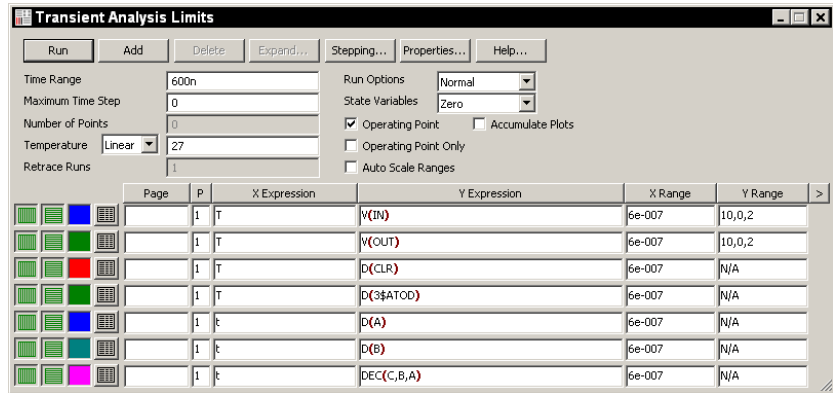 Transient Analysis Limits
Run Add Delete Expand... Stepping... Properties... Help...
Time Range 600n Run Options Normal
Maximum Time Step 0 State Variables Zero
Number of Points 0 Operating Point Accumulate Plots
Temperature Linear 27 Operating Point Only
Retrace Runs 1 Auto Scale Ranges
Page P X Expression Y Expression X Range Y Range >
1 T V(IN) 6e-007 10,0,2
1 T V(OUT) 6e-007 10,0,2
1 T D(CLR) 6e-007 N/A
1 T D(3$ATOD) 6e-007 N/A
1 t D(A) 6e-007 N/A
1 t D(B) 6e-007 N/A
1 t DEC(C,B,A) 6e-007 N/A